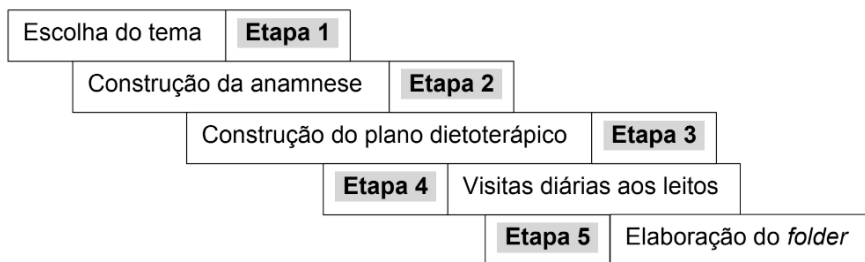 Escolha do tema Etapa 1
Construção da anamnese Etapa 2
Construção do plano dietoterápico Etapa 3
Etapa 4 Visitas diárias aos leitos
Etapa 5 Elaboração do folder